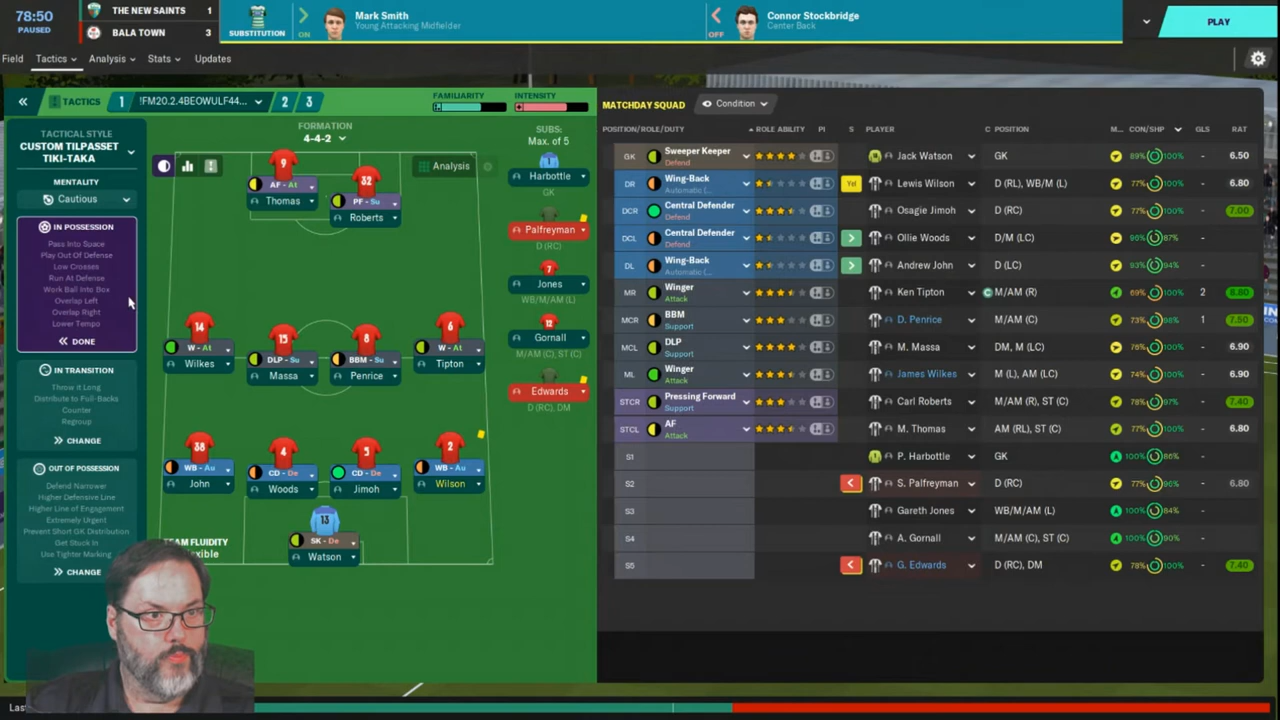 78:50
PAUSED
THE NEW SAINTS 1
BALA TOWN 3
SUBSTITUTION
ON
Mark Smith
Young Attacking Midfielder
OFF
Connor Stockbridge
Center Back
PLAY
Field Tactics Analysis Stats Updates
TACTICS 1 !FM20.2.4BEOWULF44... 2 3
FAMILIARITY
INTENSITY
TACTICAL STYLE
CUSTOM TILPASSET
TIKI-TAKA
MENTALITY
Cautious
IN POSSESSION
Pass Into Space
Play Out Of Defense
Low Crosses
Run At Defense
Work Ball Into Box
Overlap Left
Overlap Right
Lower Tempo
DONE
IN TRANSITION
Throw it Long
Distribute to Full-Backs
Counter
Regroup
CHANGE
OUT OF POSSESSION
Defend Narrower
Higher Defensive Line
Higher Line of Engagement
Extremely Urgent
Prevent Short GK Distribution
Get Stuck In
Use Tighter Marking
CHANGE
FORMATION
4-4-2
Analysis
9
AF - At
Thomas
32
PF - Su
Roberts
14
W - At
Wilkes
15
DLP - Su
Massa
8
BBM - Su
Penrice
6
W - At
Tipton
38
WB - Au
John
4
CD - De
Woods
5
CD - De
Jimoh
2
WB - Au
Wilson
13
SK - De
Watson
TEAM FLUIDITY
SUBS:
Max. of 5
1
Harbottle
GK
Palfreyman
D (RC)
7
Jones
WB/M/AM (L)
12
Gornall
M/AM (C), ST (C)
Edwards
D (RC), DM
MATCHDAY SQUAD Condition
POSITION/ROLE/DUTY ROLE ABILITY PI S PLAYER C POSITION M... CON/SHP GLS RAT
GK Sweeper Keeper Defend Jack Watson GK 89% 100% - 6.50
DR Wing-Back Automatic (... Yel Lewis Wilson D (RL), WB/M (L) 77% 100% - 6.80
DCR Central Defender Defend Osagie Jimoh D (RC) 77% 100% - 7.00
DCL Central Defender Defend Ollie Woods D/M (LC) 96% 87% -
DL Wing-Back Automatic (... Andrew John D (LC) 93% 94% -
MR Winger Attack Ken Tipton C M/AM (R) 69% 100% 2 8.80
MCR BBM Support D. Penrice M/AM (C) 73% 98% 1 7.50
MCL DLP Support M. Massa DM, M (LC) 76% 100% - 6.90
ML Winger Attack James Wilkes M (L), AM (LC) 74% 100% - 6.90
STCR Pressing Forward Support Carl Roberts M/AM (R), ST (C) 78% 97% - 7.40
STCL AF Attack M. Thomas AM (RL), ST (C) 77% 100% - 6.80
S1 P. Harbottle GK 100% 86% -
S2 S. Palfreyman D (RC) 77% 96% - 6.80
S3 Gareth Jones WB/M/AM (L) 100% 84% -
S4 A. Gornall M/AM (C), ST (C) 100% 90% -
S5 G. Edwards D (RC), DM 78% 100% - 7.40